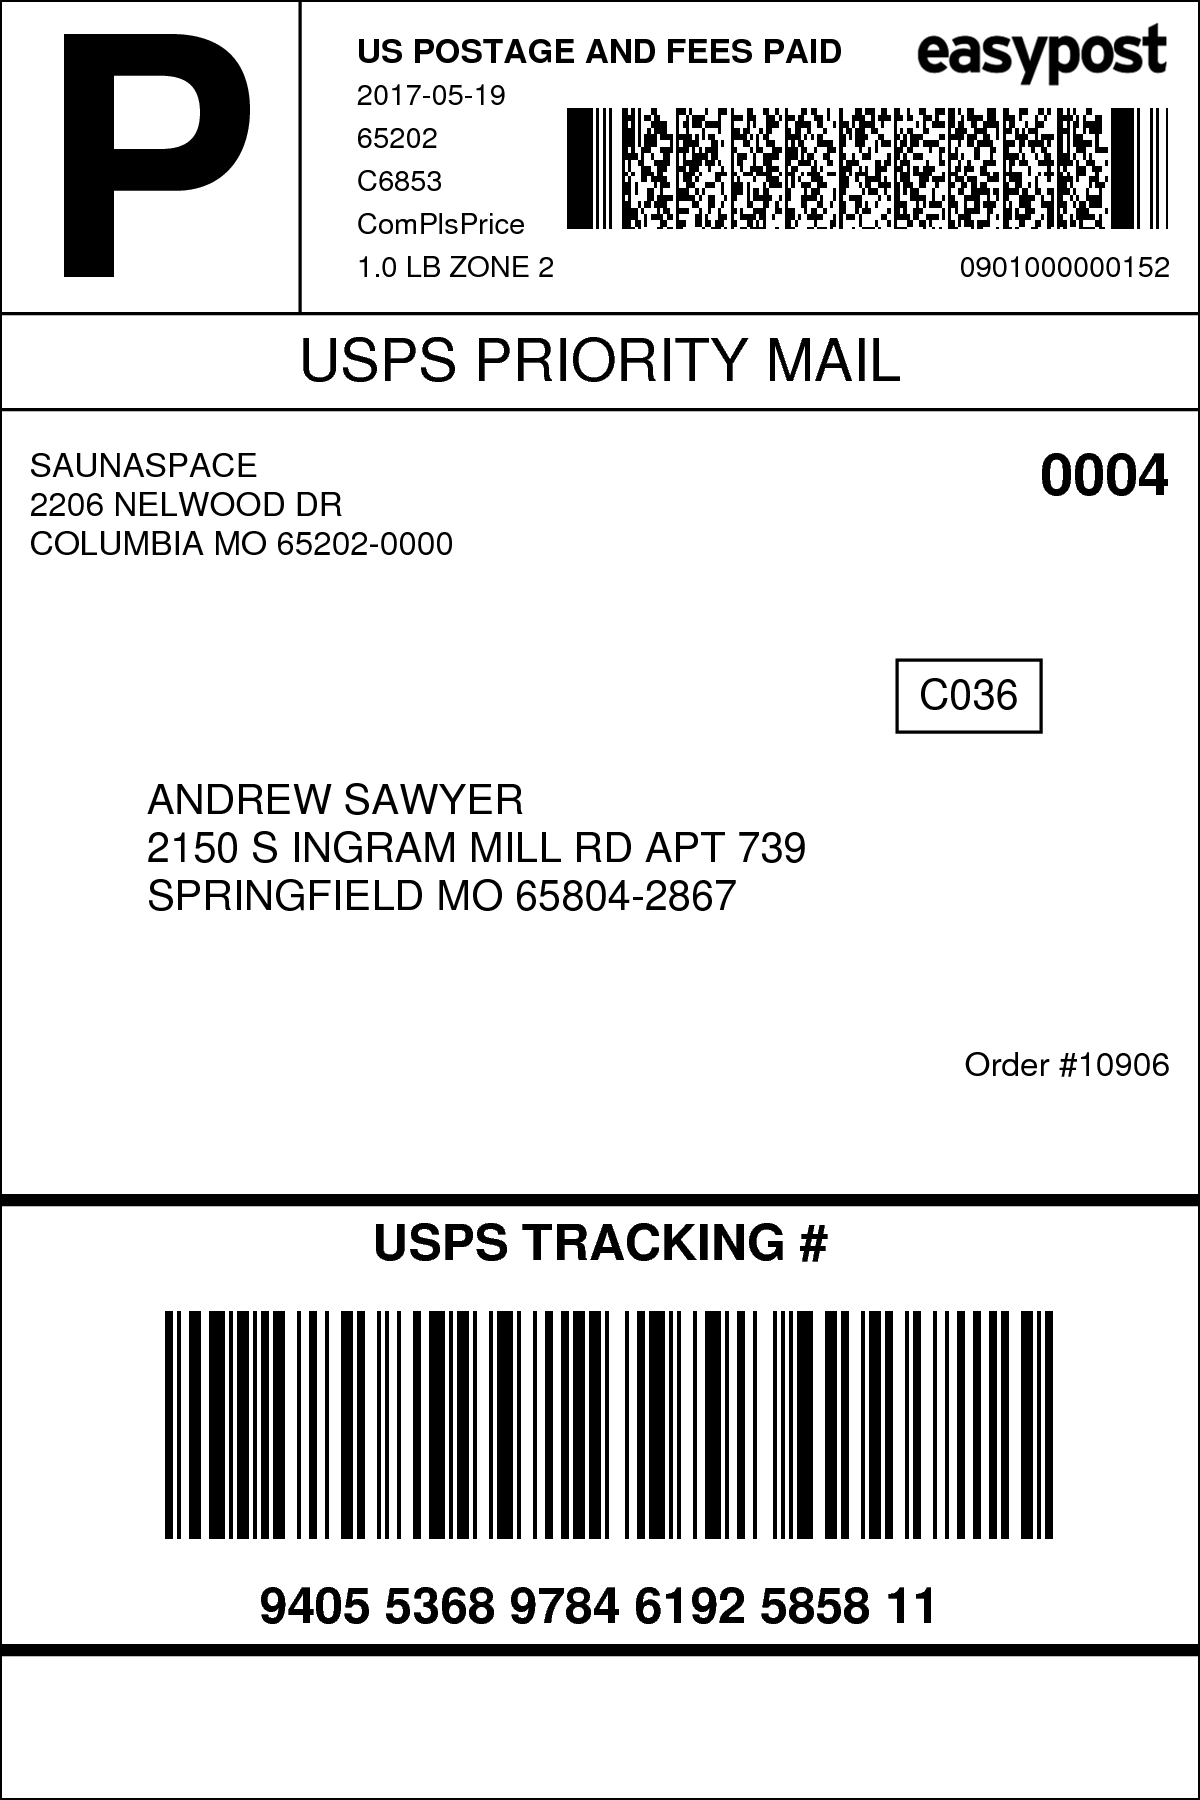 P
US POSTAGE AND FEES PAID
easypost
2017-05-19
65202
C6853
ComPlsPrice
1.0 LB ZONE 2
0901000000152
USPS PRIORITY MAIL
SAUNASPACE
2206 NELWOOD DR
COLUMBIA MO 65202-0000
0004
C036
ANDREW SAWYER
2150 S INGRAM MILL RD APT 739
SPRINGFIELD MO 65804-2867
Order #10906
USPS TRACKING #
9405 5368 9784 6192 5858 11